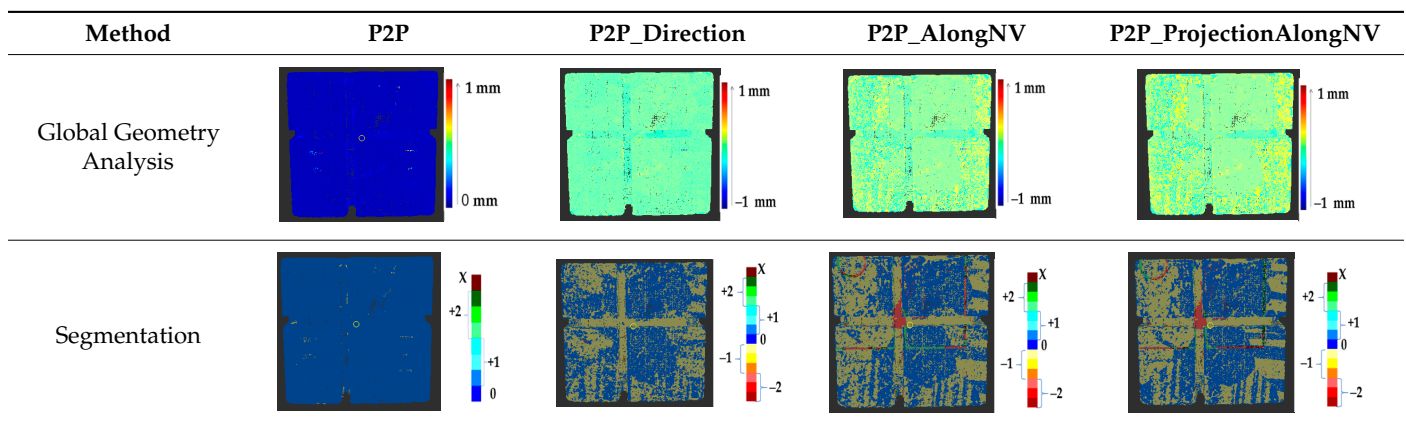 Method P2P P2P_Direction P2P_AlongNV P2P_ProjectionAlongNV
Global Geometry
Analysis
1 mm
0 mm
1 mm
−1 mm
1 mm
−1 mm
1 mm
−1 mm
Segmentation
X
+2
+1
0
X
+2
+1
0
−1
−2
X
+2
+1
0
−1
−2
X
+2
+1
0
−1
−2